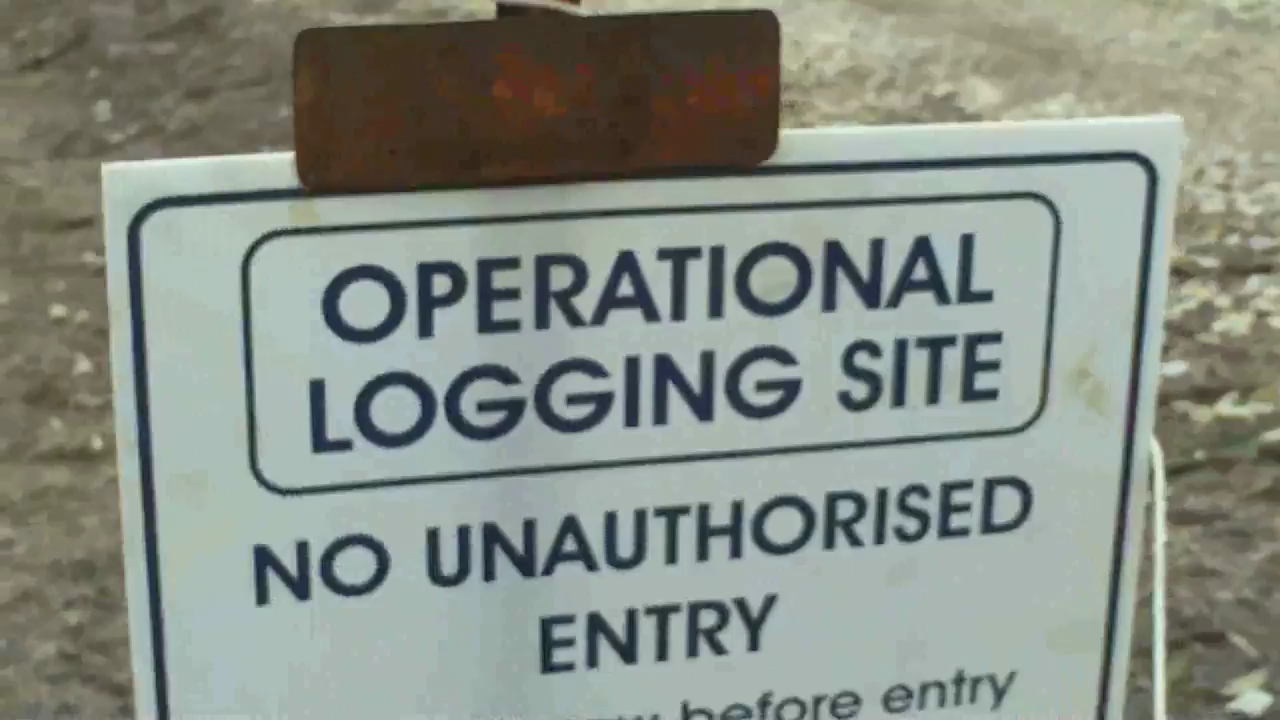 OPERATIONAL
LOGGING SITE
NO UNAUTHORISED
ENTRY
before entry